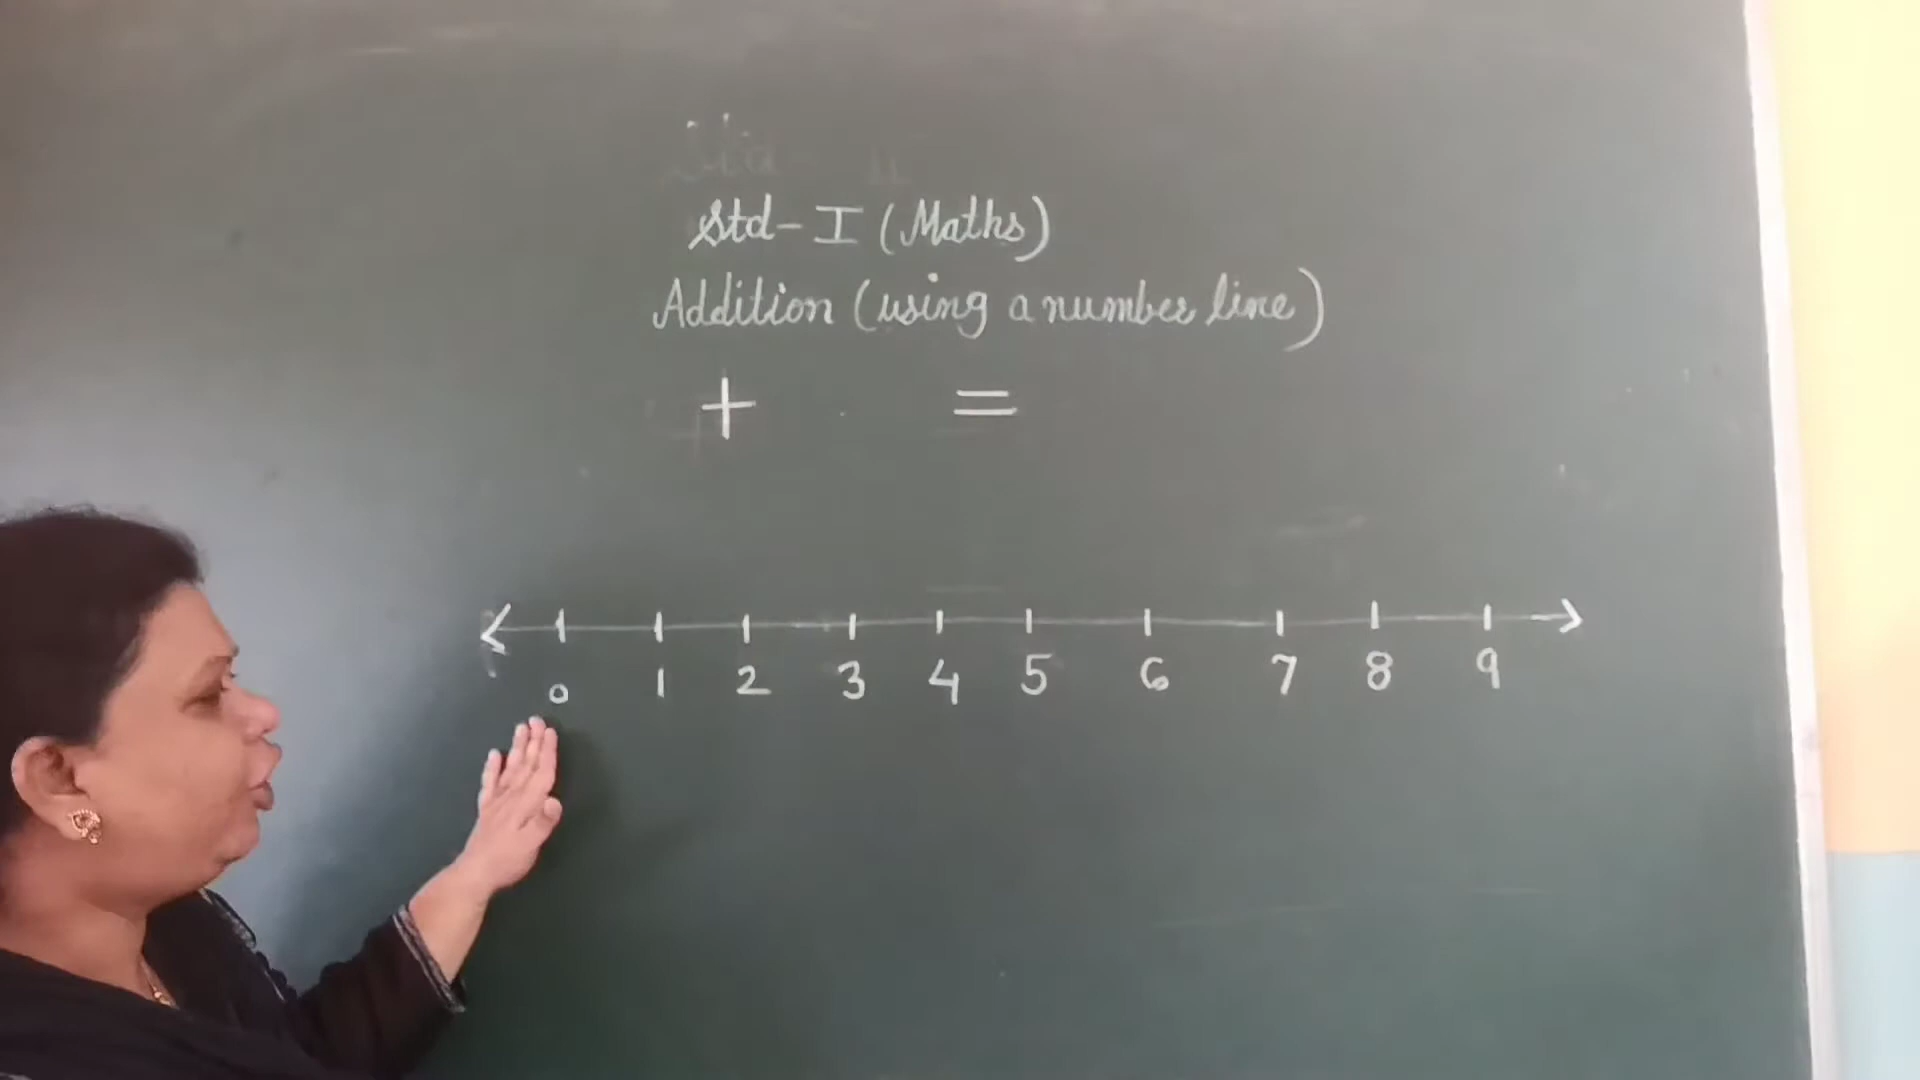 Std - I (Maths)
Addition (using a number line)
+ =
0 1 2 3 4 5 6 7 8 9